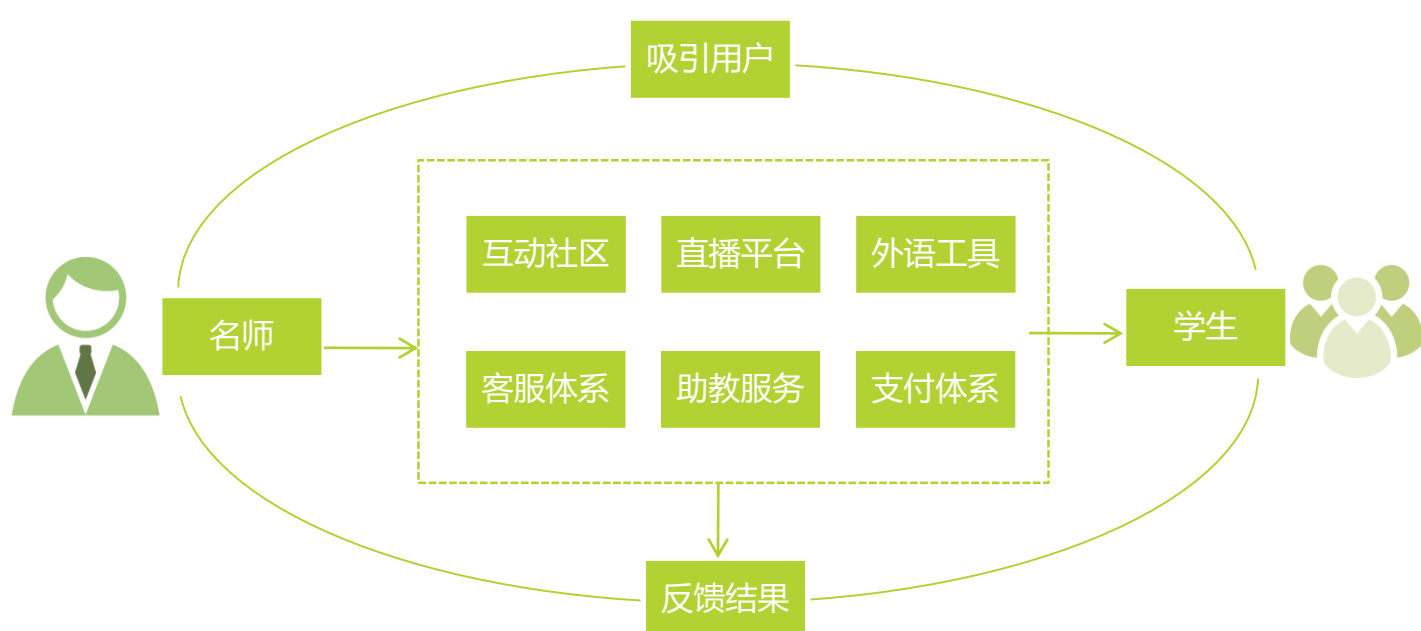 吸引用户
互动社区
直播平台
外语工具
名师
学生
客服体系
助教服务
支付体系
反馈结果